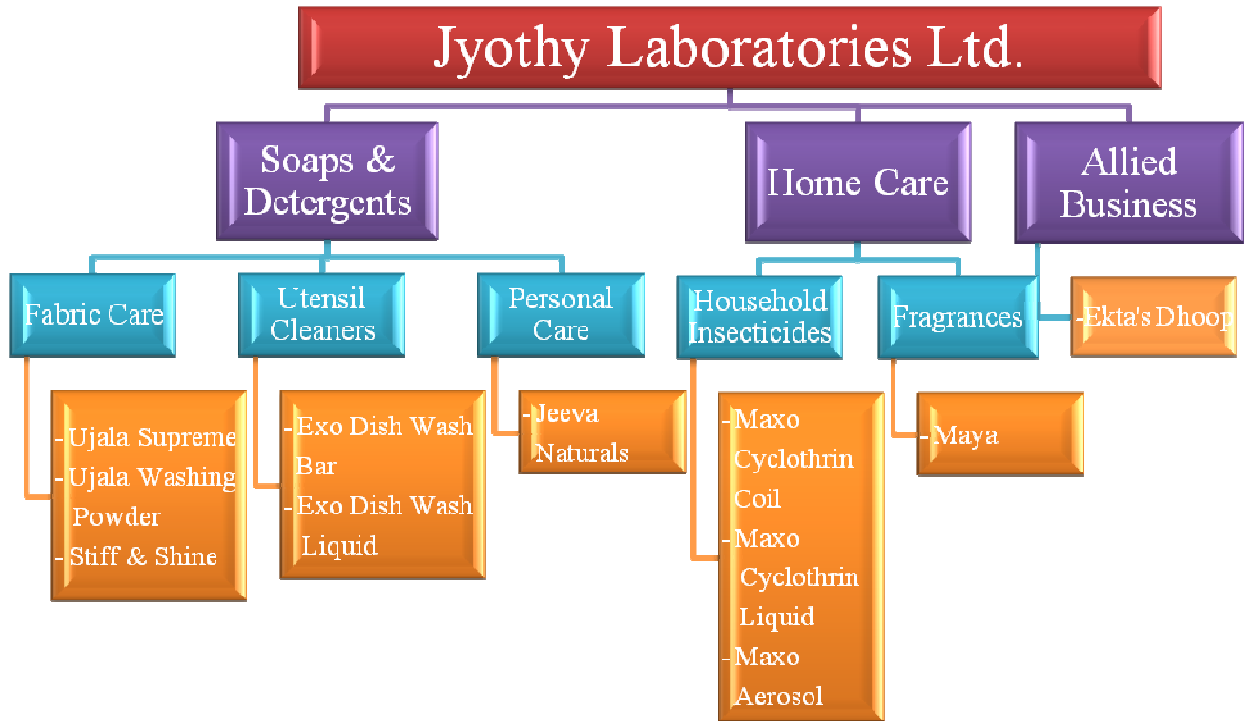 Jyothy Laboratories Ltd.
Soaps &
Detergents
Home Care
Allied
Business
Fabric Care
Utensil
Cleaners
Personal
Care
Household
Insecticides
Fragrances
-Ekta's Dhoop
-Ujala Supreme
-Ujala Washing
Powder
-Stiff & Shine
-Exo Dish Wash
Bar
-Exo Dish Wash
Liquid
-Jeeva
Naturals
-Maxo
Cyclothrin
Coil
-Maxo
Cyclothrin
Liquid
-Maxo
Aerosol
-Maya